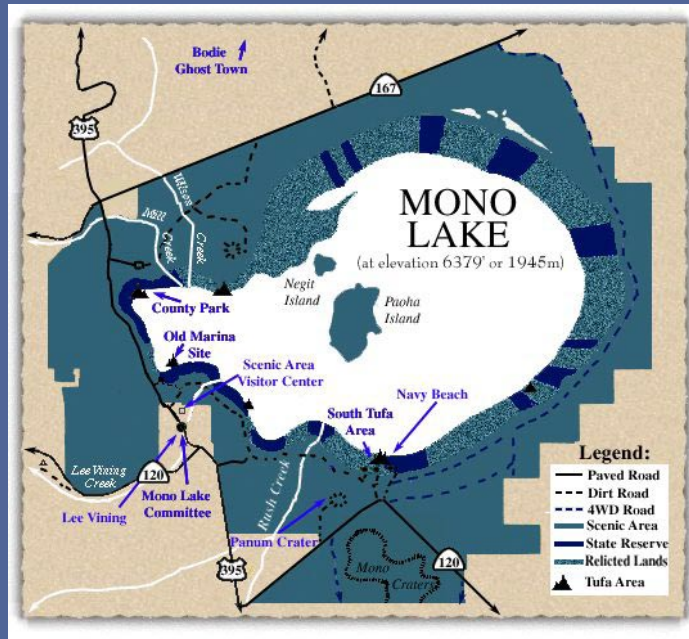 Bodie
Ghost Town
167
395
Wilson
Creek
Mill
Creek
MONO
LAKE
(at elevation 6379' or 1945m)
Negit
Island
Paoha
Island
County Park
Old Marina
Site
Scenic Area
Visitor Center
Navy Beach
South Tufa
Area
Lee Vining
Creek
120
Mono Lake
Committee
Lee Vining
Rush Creek
Panum Crater
395
Mono
Craters
120
Legend:
Paved Road
Dirt Road
4WD Road
Scenic Area
State Reserve
Relicted Lands
Tufa Area